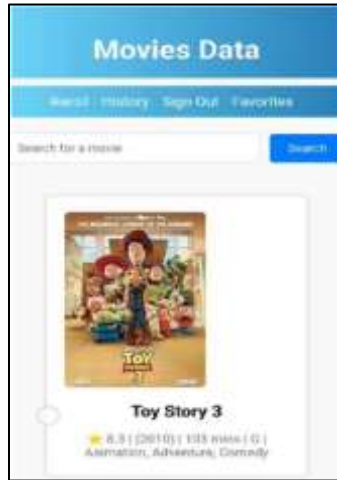 Movies Data
History Sign Out Favorites
Search for a movie
Search
TOY
Toy Story 3
8.3 | (2010) | 103 mins | G |
Animation, Adventure, Comedy